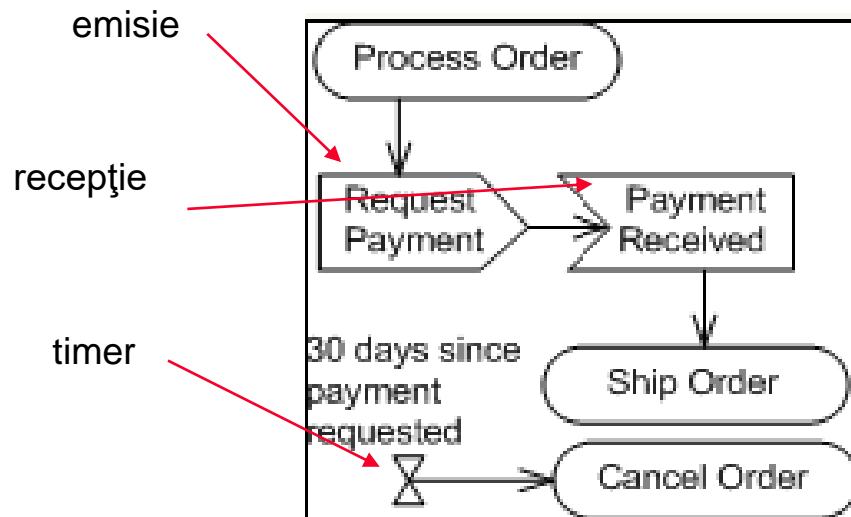 emisie
Process Order
recepţie
Request
Payment
Payment
Received
timer
30 days since
payment
requested
Ship Order
Cancel Order